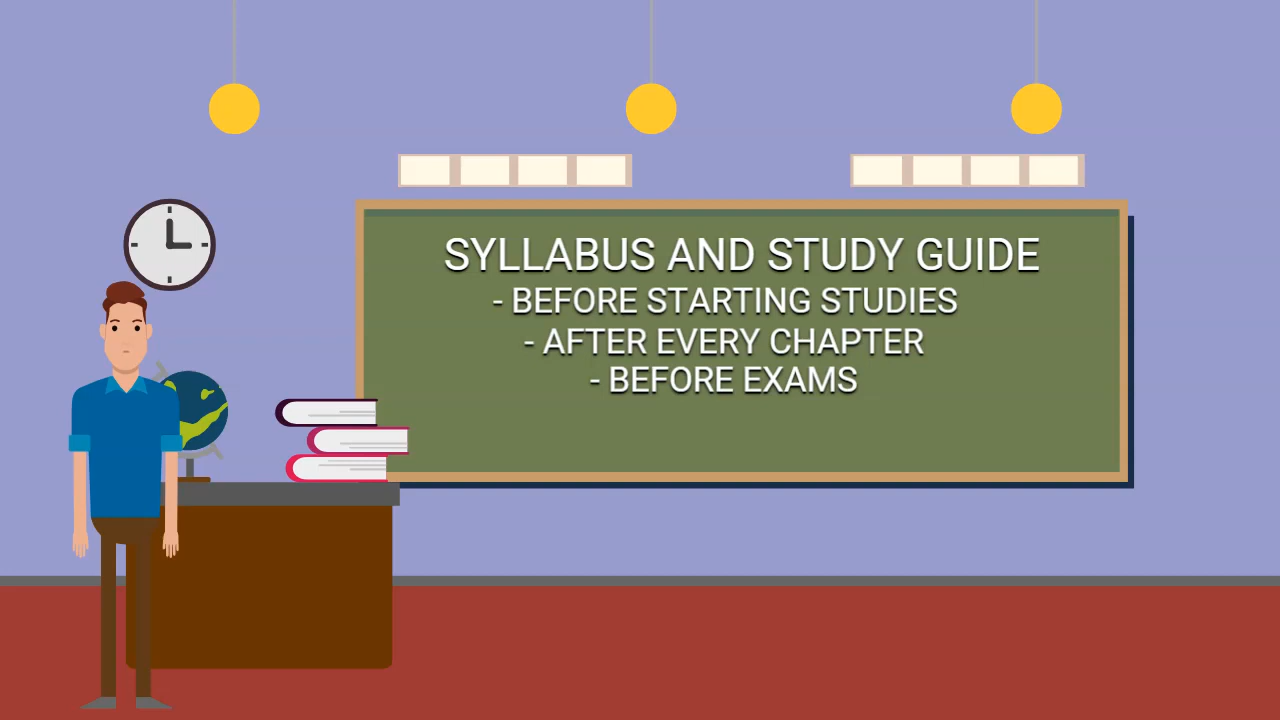 SYLLABUS AND STUDY GUIDE
- BEFORE STARTING STUDIES
- AFTER EVERY CHAPTER
- BEFORE EXAMS